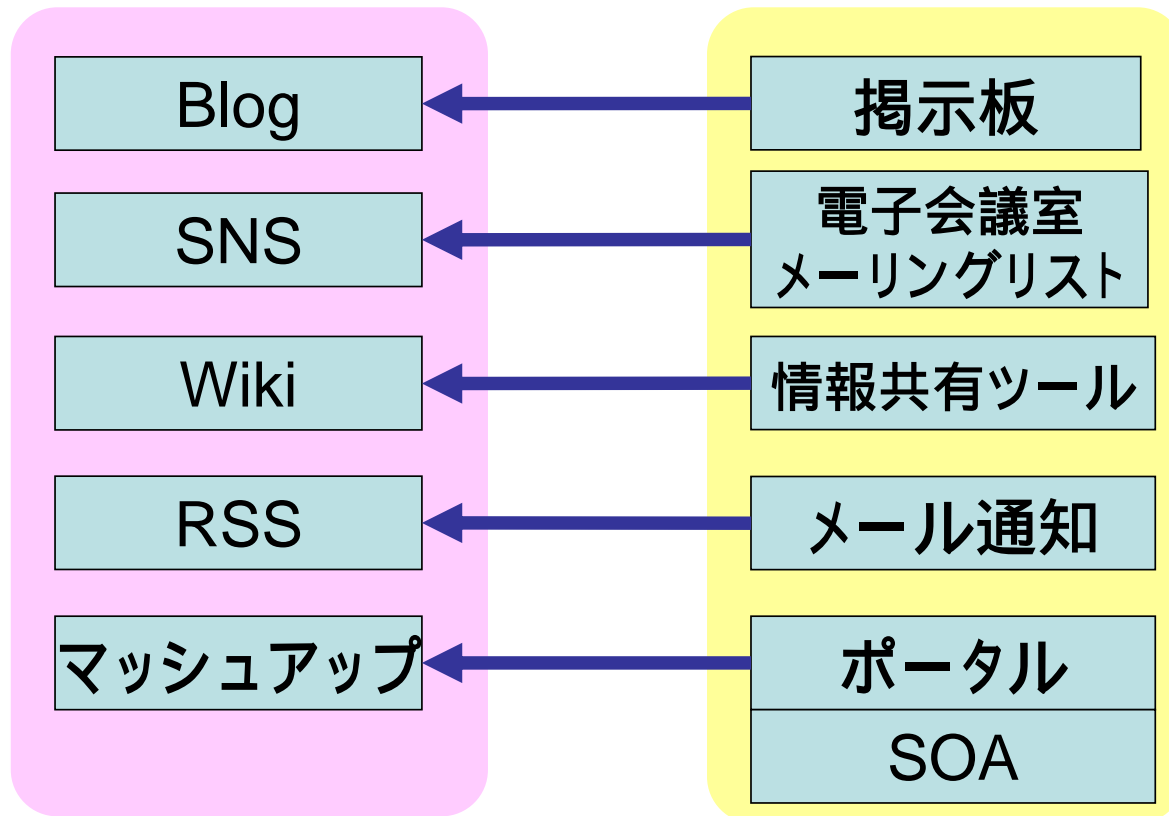 Blog
掲示板
SNS
電子会議室
メーリングリスト
Wiki
情報共有ツール
RSS
メール通知
マッシュアップ
ポータル
SOA